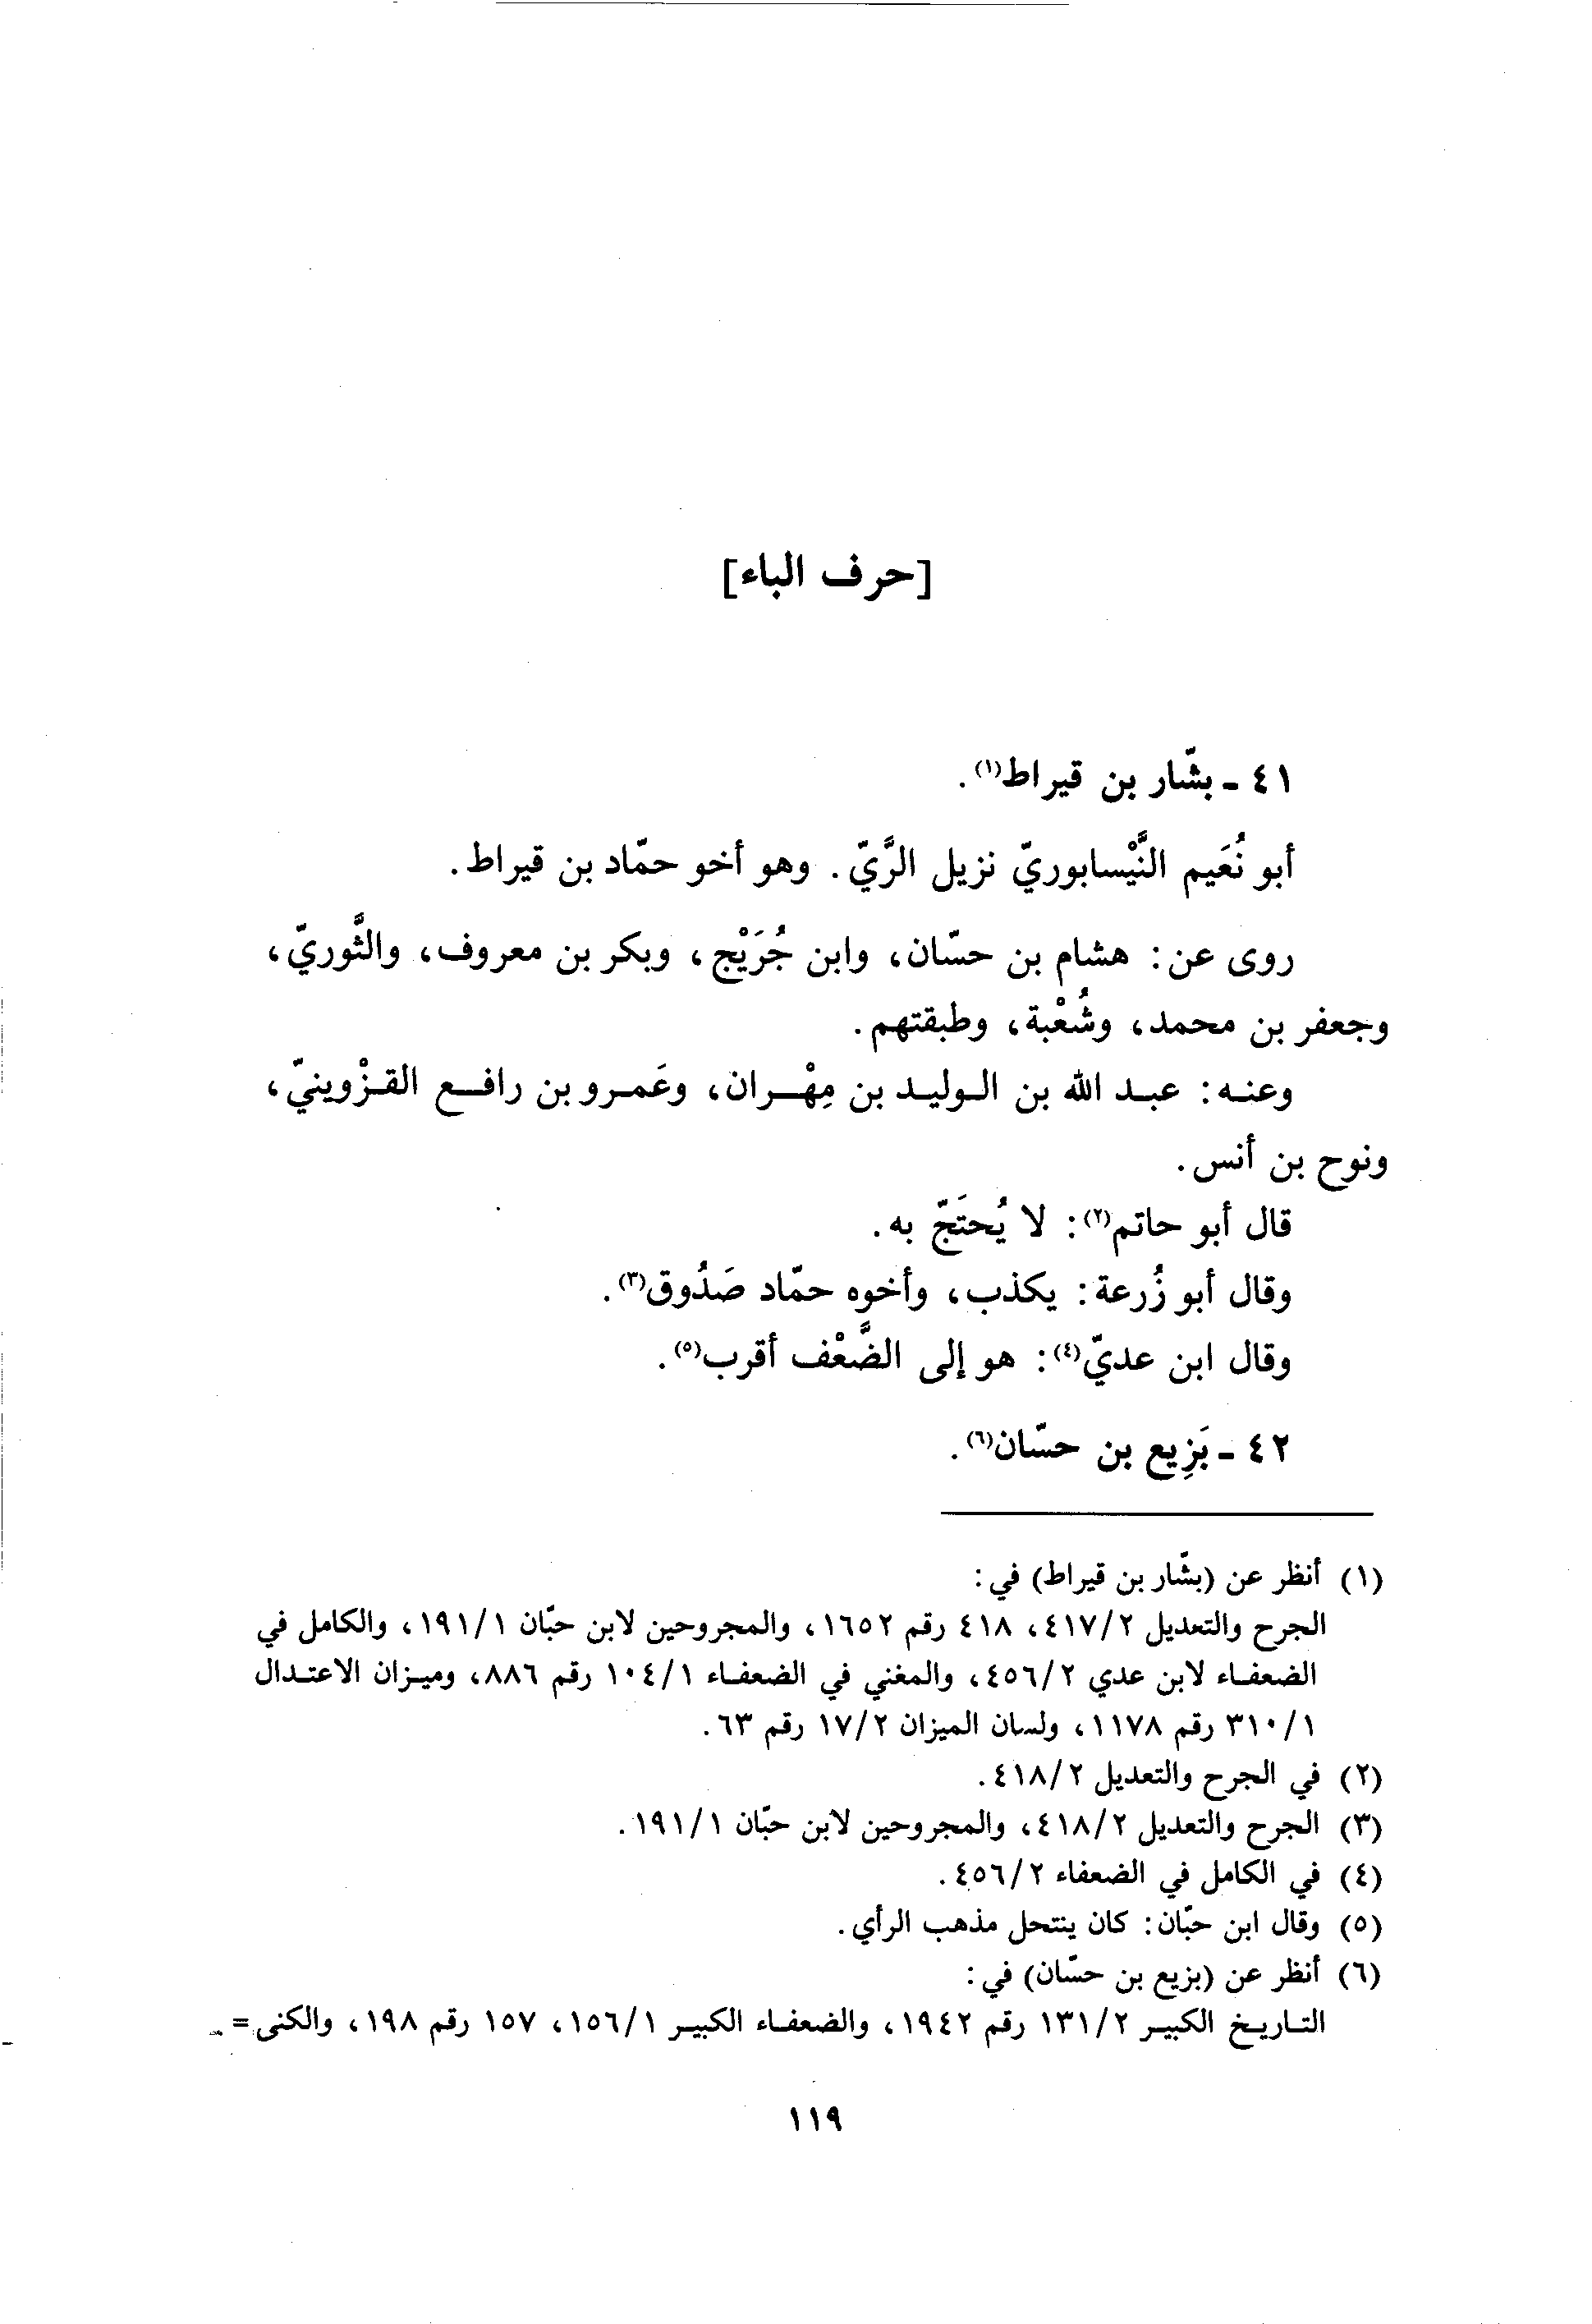 [حرف الباء]
٤١ - بشّار بن قيراط(١).
أبو نُعَيم النَّيْسابوريّ نزيل الرَّيّ. وهو أخو حمّاد بن قيراط.
روى عن: هشام بن حسّان، وابن جُرَيْج، وبكر بن معروف، والثَّوريّ،
وجعفر بن محمد، وشُعْبة، وطبقتهم.
وعنه: عبد الله بن الوليد بن مِهْران، وعَمرو بن رافع القزْوينيّ،
ونوح بن أنس.
قال أبو حاتم(٢): لا يُحتَجّ به.
وقال أبو زُرعة: يكذب، وأخوه حمّاد صَدُوق(٣).
وقال ابن عديّ(٤): هو إلى الضَّعْف أقرب(٥).
٤٢ - بَزِيع بن حسّان(٦).
(١) أنظر عن (بشّار بن قيراط) في:
الجرح والتعديل ٢/٤١٧، ٤١٨ رقم ١٦٥٢، والمجروحين لابن حبّان ١/١٩١، والكامل في
الضعفاء لابن عدي ٢/٤٥٦، والمغني في الضعفاء ١/١٠٤ رقم ٨٨٦، وميزان الاعتدال
١/٣١٠ رقم ١١٧٨، ولسان الميزان ٢/١٧ رقم ٦٣.
(٢) في الجرح والتعديل ٢/٤١٨.
(٣) الجرح والتعديل ٢/٤١٨، والمجروحين لابن حبّان ١/١٩١.
(٤) في الكامل في الضعفاء ٢/٤٥٦.
(٥) وقال ابن حبّان: كان ينتحل مذهب الرأي.
(٦) أنظر عن (بزيع بن حسّان) في:
التاريخ الكبير ٢/١٣١ رقم ١٩٤٢، والضعفاء الكبير ١/١٥٦، ١٥٧ رقم ١٩٨، والكنى =
١١٩